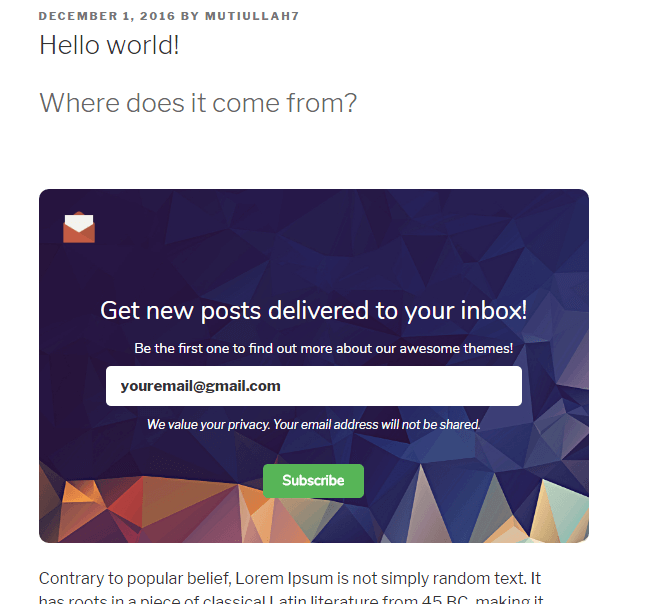 DECEMBER 1, 2016 BY MUTIULLAH7
Hello world!
Where does it come from?
Get new posts delivered to your inbox!
Be the first one to find out more about our awesome themes!
youremail@gmail.com
We value your privacy. Your email address will not be shared.
Subscribe
Contrary to popular belief, Lorem Ipsum is not simply random text. It
has roots in a piece of classical Latin literature from 45 BC, making it